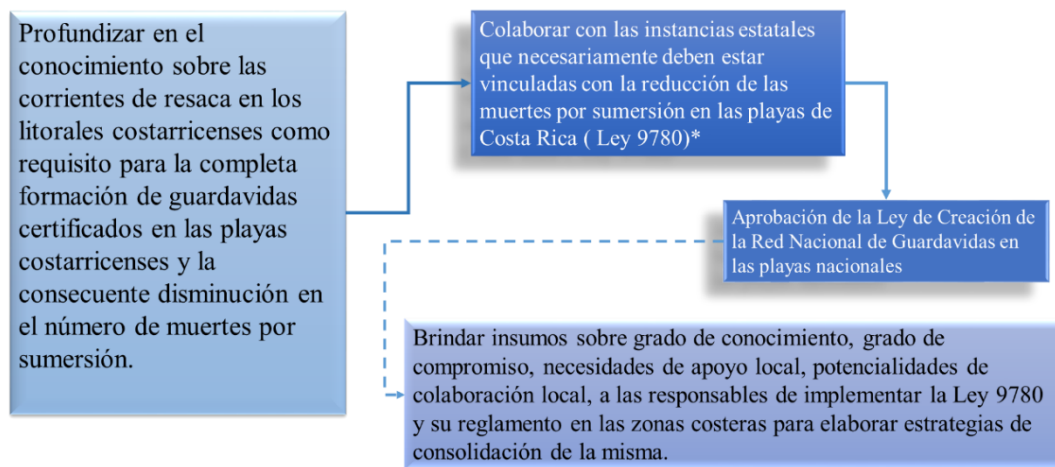 Profundizar en el
conocimiento sobre las
corrientes de resaca en los
litorales costarricenses como
requisito para la completa
formación de guardavidas
certificados en las playas
costarricenses y la
consecuente disminución en
el número de muertes por
sumersión.
Colaborar con las instancias estatales
que necesariamente deben estar
vinculadas con la reducción de las
muertes por sumersión en las playas de
Costa Rica ( Ley 9780)*
Aprobación de la Ley de Creación de
la Red Nacional de Guardavidas en
las playas nacionales
Brindar insumos sobre grado de conocimiento, grado de
compromiso, necesidades de apoyo local, potencialidades de
colaboración local, a las responsables de implementar la Ley 9780
y su reglamento en las zonas costeras para elaborar estrategias de
consolidación de la misma.